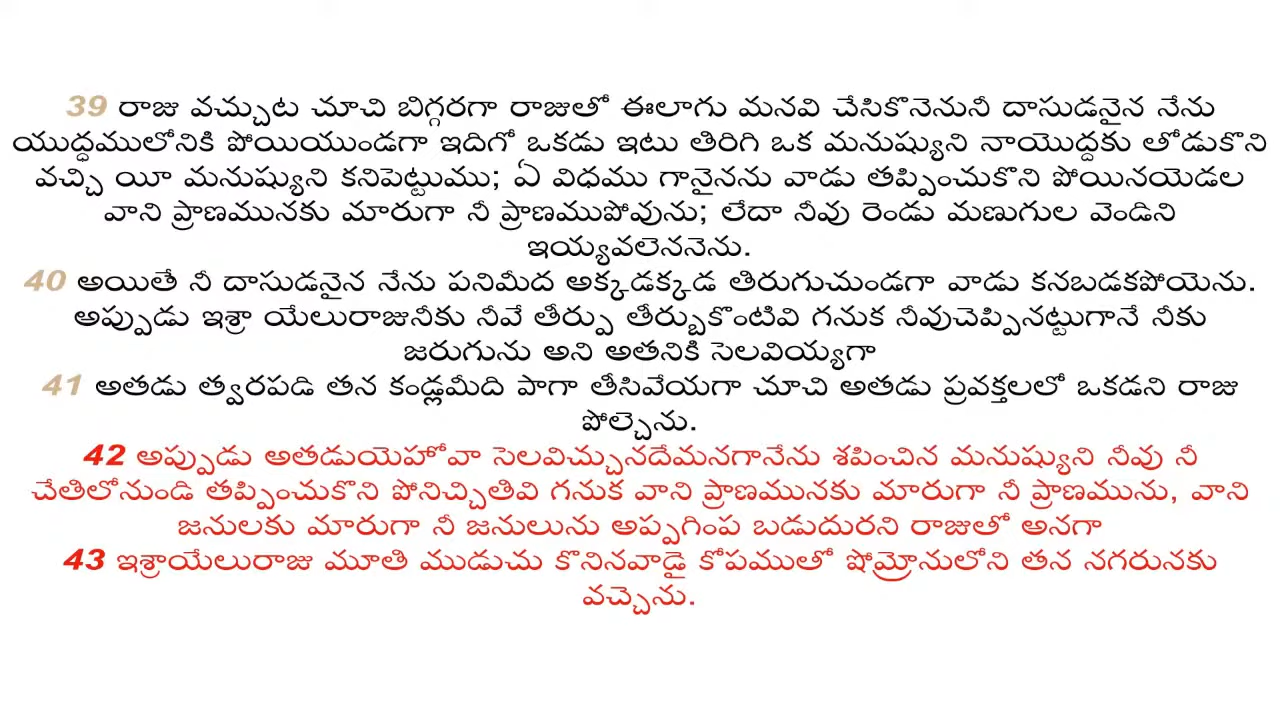 39 రాజు వచ్చుట చూచి బిగ్గరగా రాజుతో ఈలాగు మనవి చేసికొనెనునీ దాసుడనైన నేను
యుద్ధములోనికి పోయియుండగా ఇదిగో ఒకడు ఇటు తిరిగి ఒక మనుష్యుని నాయొద్దకు తోడుకొని
వచ్చి యీ మనుష్యుని కనిపెట్టుము; ఏ విధము గానైనను వాడు తప్పించుకొని పోయినయెడల
వాని ప్రాణమునకు మారుగా నీ ప్రాణముపోవును; లేదా నీవు రెండు మణుగుల వెండిని
ఇయ్యవలెననెను.
40 అయితే నీ దాసుడనైన నేను పనిమీద అక్కడక్కడ తిరుగుచుండగా వాడు కనబడకపోయెను.
అప్పుడు ఇశ్రా యేలురాజునీకు నీవే తీర్పు తీర్చుకొంటివి గనుక నీవుచెప్పినట్టుగానే నీకు
జరుగును అని అతనికి సెలవియ్యగా
41 అతడు త్వరపడి తన కండ్లమీది పాగా తీసివేయగా చూచి అతడు ప్రవక్తలలో ఒకడని రాజు
పోల్చెను.
42 అప్పుడు అతడుయెహోవా సెలవిచ్చునదేమనగానేను శపించిన మనుష్యుని నీవు నీ
చేతిలోనుండి తప్పించుకొని పోనిచ్చితివి గనుక వాని ప్రాణమునకు మారుగా నీ ప్రాణమును, వాని
జనులకు మారుగా నీ జనులును అప్పగింప బడుదురని రాజుతో అనగా
43 ఇశ్రాయేలురాజు మూతి ముడుచు కొనినవాడై కోపముతో షోమ్రోనులోని తన నగరునకు
వచ్చెను.